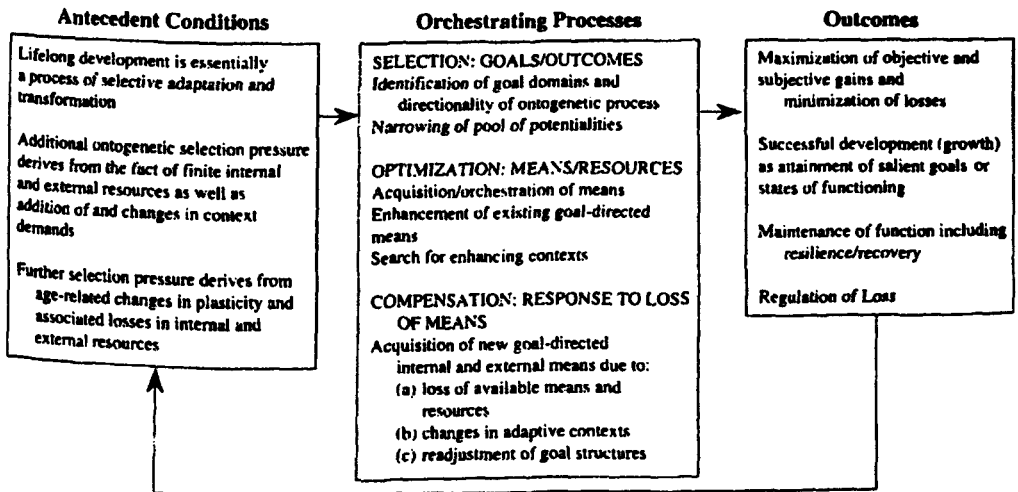 Antecedent Conditions
Lifelong development is essentially
a process of selective adaptation and
transformation
Additional ontogenetic selection pressure
derives from the fact of finite internal
and external resources as well as
addition of and changes in context
demands
Further selection pressure derives from
age-related changes in plasticity and
associated losses in internal and
external resources
Orchestrating Processes
SELECTION: GOALS/OUTCOMES
Identification of goal domains and
directionality of ontogenetic process
Narrowing of pool of potentialities
OPTIMIZATION: MEANS/RESOURCES
Acquisition/orchestration of means
Enhancement of existing goal-directed
means
Search for enhancing contexts
COMPENSATION: RESPONSE TO LOSS
OF MEANS
Acquisition of new goal-directed
internal and external means due to:
(a) loss of available means and
resources
(b) changes in adaptive contexts
(c) readjustment of goal structures
Outcomes
Maximization of objective and
subjective gains and
minimization of losses
Successful development (growth)
as attainment of salient goals or
states of functioning
Maintenance of function including
resilience/recovery
Regulation of Loss